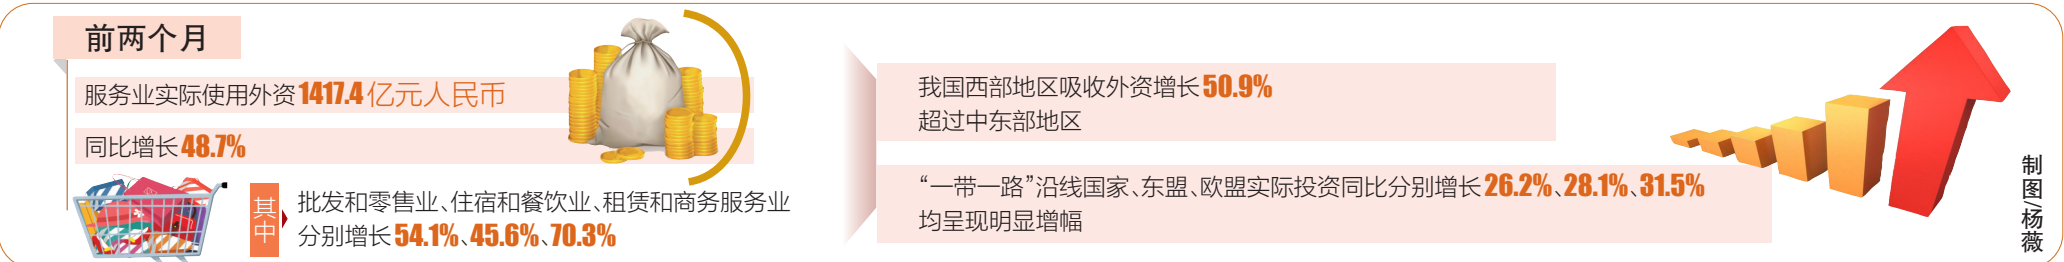 前两个月
服务业实际使用外资1417.4亿元人民币
同比增长48.7%
其中
批发和零售业、住宿和餐饮业、租赁和商务服务业
分别增长54.1%、45.6%、70.3%
我国西部地区吸收外资增长50.9%
超过中东部地区
“一带一路”沿线国家、东盟、欧盟实际投资同比分别增长26.2%、28.1%、31.5%
均呈现明显增幅
制图/杨薇